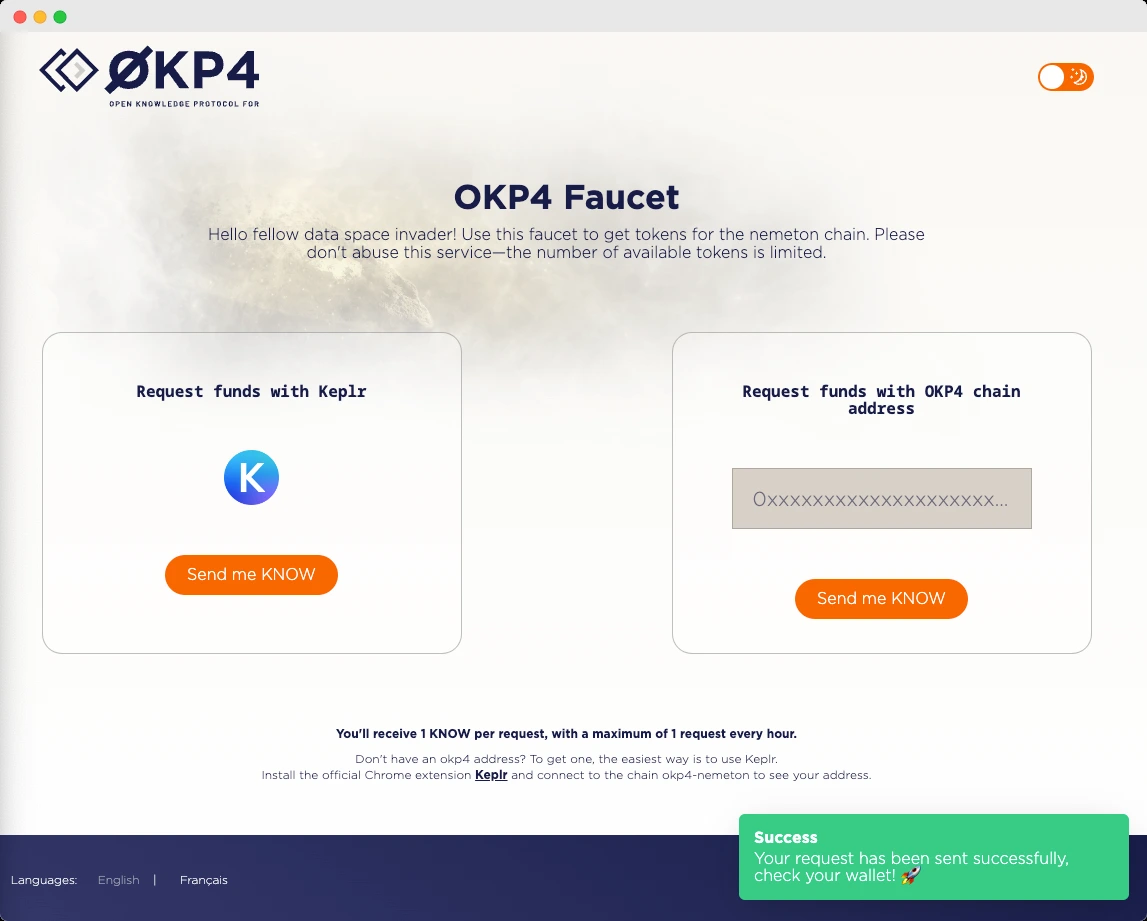 ØKP4
OPEN KNOWLEDGE PROTOCOL FOR
OKP4 Faucet
Hello fellow data space invader! Use this faucet to get tokens for the nemeton chain. Please
don't abuse this service—the number of available tokens is limited.
Request funds with Keplr
K
Send me KNOW
Request funds with OKP4 chain
address
0xxxxxxxxxxxxxxxxxxxx...
Send me KNOW
You'll receive 1 KNOW per request, with a maximum of 1 request every hour.
Don't have an okp4 address? To get one, the easiest way is to use Keplr.
Install the official Chrome extension Keplr and connect to the chain okp4-nemeton to see your address.
Success
Your request has been sent successfully,
check your wallet! 🚀
Languages: English | Français